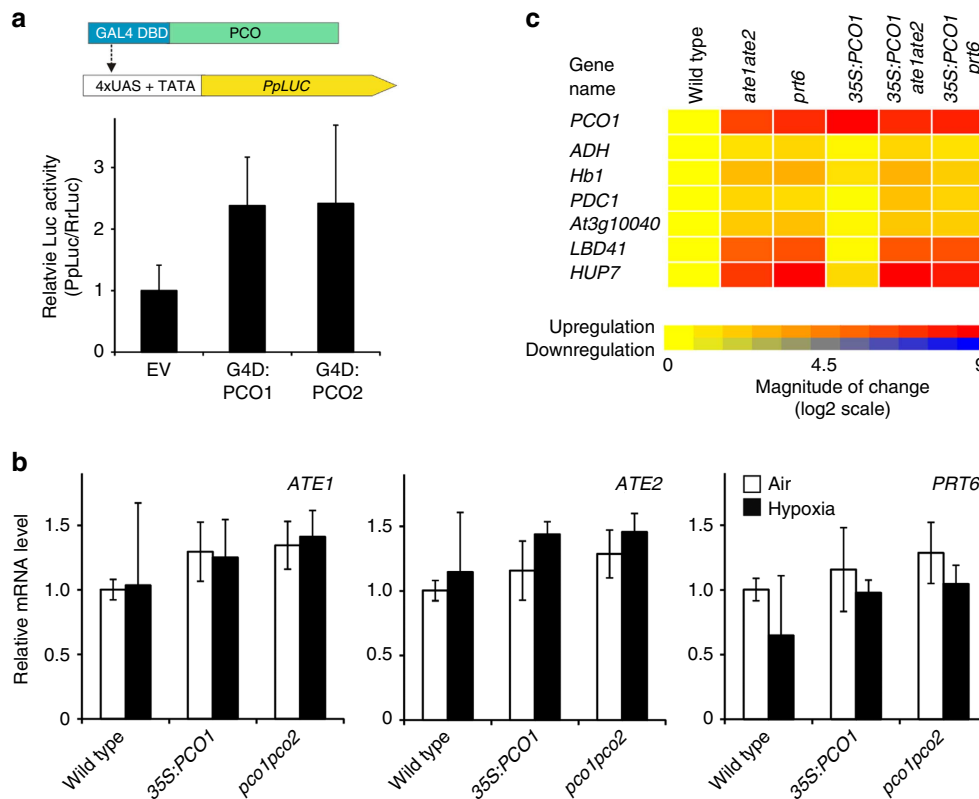 a
GAL4 DBD
PCO
4xUAS + TATA
PpLUC
Relatvie Luc activity
(PpLuc/RrLuc)
3
2
1
0
EV
G4D:
PCO1
G4D:
PCO2
c
Gene
name
Wild type
ate1ate2
prt6
35S:PCO1
35S:PCO1
ate1ate2
35S:PCO1
prt6
PCO1
ADH
Hb1
PDC1
At3g10040
LBD41
HUP7
Upregulation
Downregulation
0
4.5
9
Magnitude of change
(log2 scale)
b
Relative mRNA level
ATE1
1.5
1.0
0.5
0
Wild type
35S:PCO1
pco1pco2
ATE2
1.5
1.0
0.5
0
Wild type
35S:PCO1
pco1pco2
Air
Hypoxia
PRT6
1.5
1.0
0.5
0
Wild type
35S:PCO1
pco1pco2